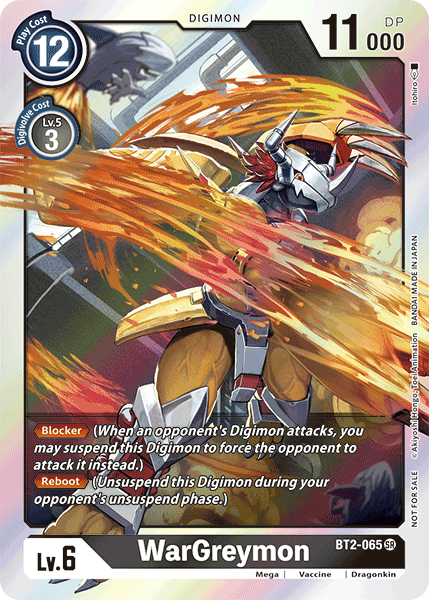 DIGIMON
Play Cost
12
11000
DP
Digivolve Cost
Lv.5
3
Itohiro
©Akiyoshi Hongo, Toei Animation BANDAI MADE IN JAPAN
NOT FOR SALE
Blocker (When an opponent's Digimon attacks, you
may suspend this Digimon to force the opponent to
attack it instead.)
Reboot (Unsuspend this Digimon during your
opponent's unsuspend phase.)
Lv.6
WarGreymon
BT2-065 SR
Mega | Vaccine | Dragonkin